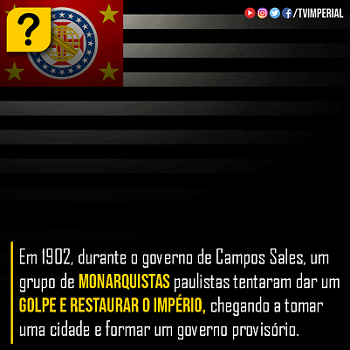 ?
/TVIMPERIAL
Em 1902, durante o governo de Campos Sales, um
grupo de MONARQUISTAS paulistas tentaram dar um
GOLPE E RESTAURAR O IMPÉRIO, chegando a tomar
uma cidade e formar um governo provisório.